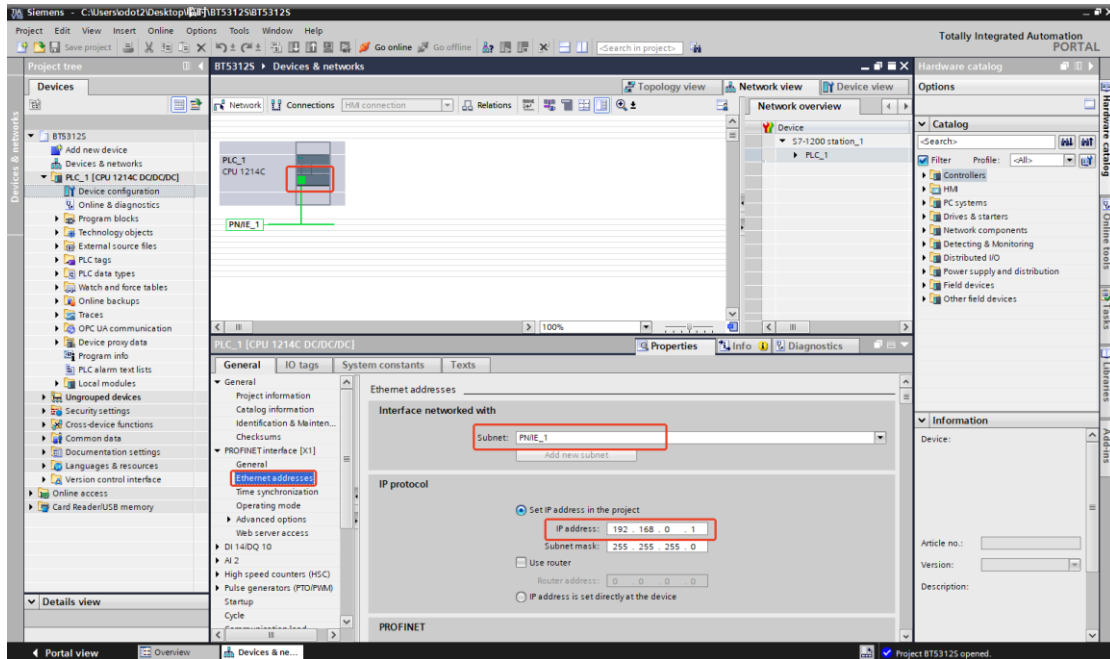 Siemens - C:\Users\odot2\Desktop\ \BT5312S\BT5312S
Project Edit View Insert Online Options Tools Window Help
Totally Integrated Automation
PORTAL
Save project
Go online Go offline <Search in project>
Project tree
Devices
BT5312S
Add new device
Devices & networks
PLC_1 [CPU 1214C DC/DC/DC]
Device configuration
Online & diagnostics
Program blocks
Technology objects
External source files
PLC tags
PLC data types
Watch and force tables
Online backups
Traces
OPC UA communication
Device proxy data
Program info
PLC alarm text lists
Local modules
Ungrouped devices
Security settings
Cross-device functions
Common data
Documentation settings
Languages & resources
Version control interface
Online access
Card Reader/USB memory
Details view
Devices & networks
BT5312S Devices & networks
Topology view Network view Device view
Network Connections HMI connection Relations
PLC_1
CPU 1214C
PN/IE_1
100%
Network overview
Device
S7-1200 station_1
PLC_1
PLC_1 [CPU 1214C DC/DC/DC]
Properties Info Diagnostics
General IO tags System constants Texts
General
Project information
Catalog information
Identification & Mainten...
Checksums
PROFINET interface [X1]
General
Ethernet addresses
Time synchronization
Operating mode
Advanced options
Web server access
DI 14/DQ 10
AI 2
High speed counters (HSC)
Pulse generators (PTO/PWM)
Startup
Cycle
Communication load
Ethernet addresses
Interface networked with
Subnet: PN/IE_1
Add new subnet
IP protocol
Set IP address in the project
IP address: 192 . 168 . 0 . 1
Subnet mask: 255 . 255 . 255 . 0
Use router
Router address: 0 . 0 . 0 . 0
IP address is set directly at the device
PROFINET
Hardware catalog
Options
Catalog
<Search>
Filter Profile: <All>
Controllers
HMI
PC systems
Drives & starters
Network components
Detecting & Monitoring
Distributed I/O
Power supply and distribution
Field devices
Other field devices
Information
Device:
Article no.:
Version:
Description:
Hardware catalog
Online tools
Tasks
Libraries
Add-ins
Portal view Overview Devices & ne...
Project BT5312S opened.